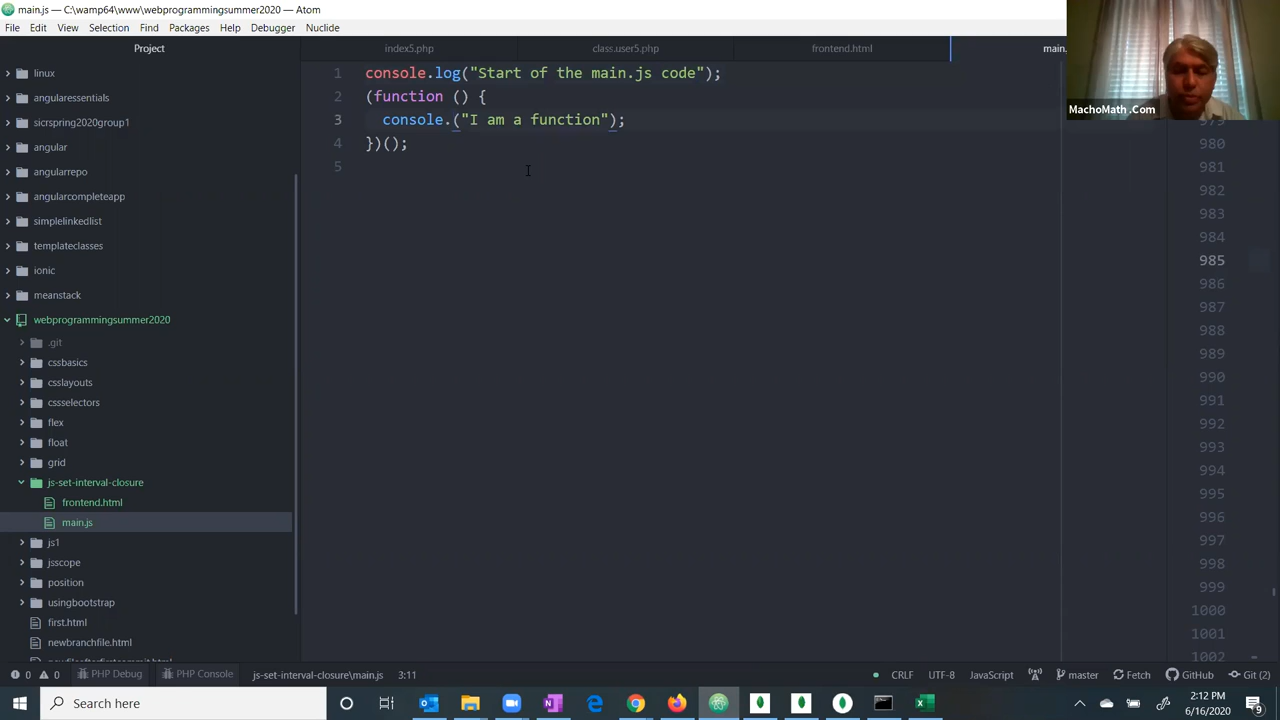 main.js — C:\wamp64\www\webprogrammingsummer2020 — Atom
File Edit View Selection Find Packages Help Debugger Nuclide
Project
index5.php
class.user5.php
frontend.html
main.
linux
angularessentials
sicrspring2020group1
angular
angularrepo
angularcompleteapp
simplelinkedlist
templateclasses
ionic
meanstack
webprogrammingsummer2020
.git
cssbasics
csslayouts
cssselectors
flex
float
grid
js-set-interval-closure
frontend.html
main.js
js1
jsscope
position
usingbootstrap
first.html
newbranchfile.html
1 console.log("Start of the main.js code");
2 (function () {
3 console.("I am a function");
4 })();
5
MachoMath .Com
980
981
982
983
984
985
986
987
988
989
990
991
992
993
994
995
996
997
998
999
1000
1001
1002
0 0 PHP Debug PHP Console js-set-interval-closure\main.js 3:11 CRLF UTF-8 JavaScript master Fetch GitHub Git (2)
Search here
2:12 PM
6/16/2020
9